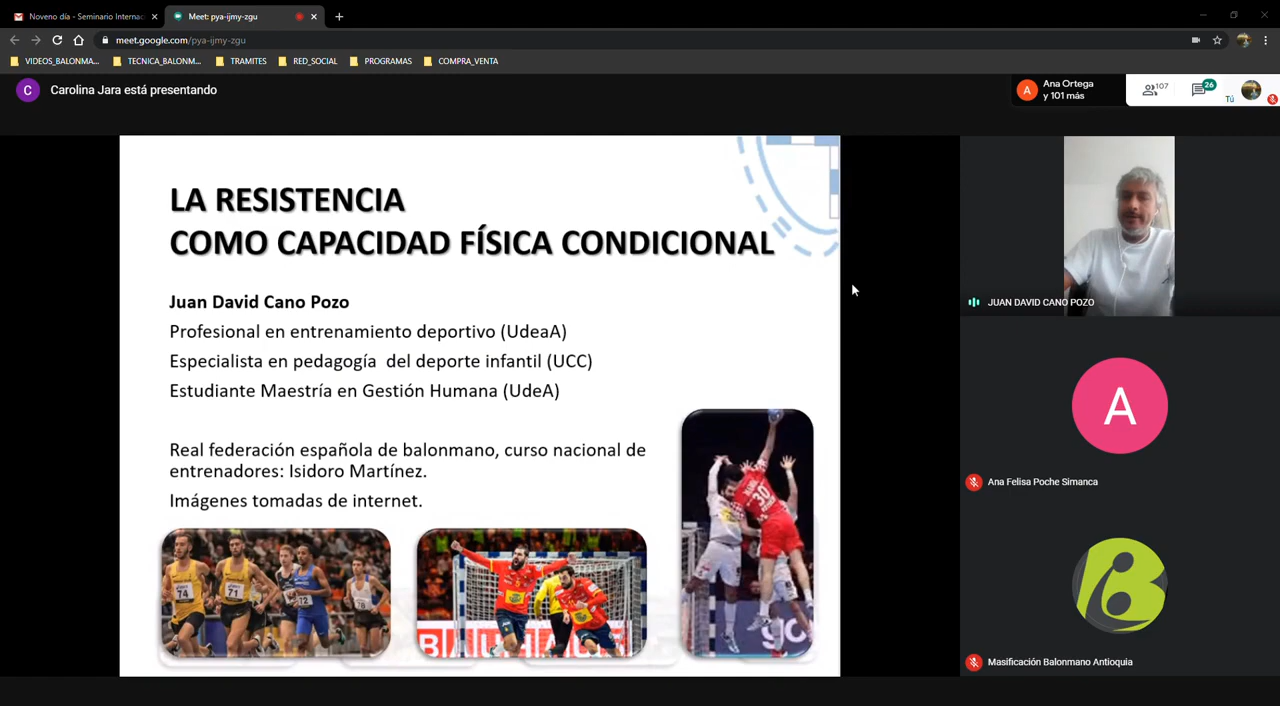 Noveno día - Seminario Internac
Meet: pya-ijmy-zgu
meet.google.com/pya-ijmy-zgu
VIDEOS_BALONMA...
TECNICA_BALONM...
TRAMITES
RED_SOCIAL
PROGRAMAS
COMPRA_VENTA
C
Carolina Jara está presentando
A
Ana Ortega
y 101 más
107
26
Tú
LA RESISTENCIA
COMO CAPACIDAD FÍSICA CONDICIONAL
Juan David Cano Pozo
Profesional en entrenamiento deportivo (UdeaA)
Especialista en pedagogía del deporte infantil (UCC)
Estudiante Maestría en Gestión Humana (UdeA)
Real federación española de balonmano, curso nacional de
entrenadores: Isidoro Martínez.
Imágenes tomadas de internet.
74
71
12
30
JUAN DAVID CANO POZO
A
Ana Felisa Poche Simanca
Masificación Balonmano Antioquia